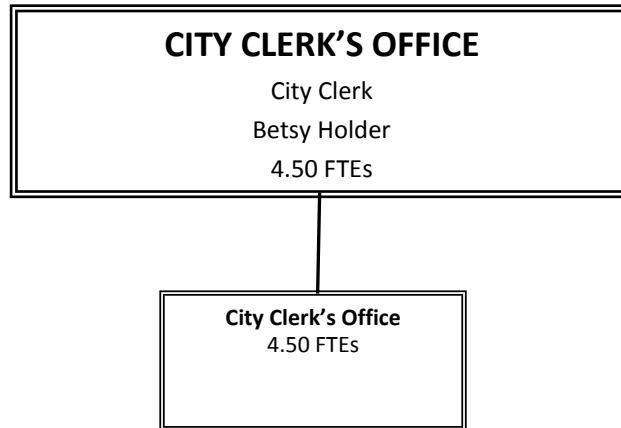 CITY CLERK’S OFFICE
City Clerk
Betsy Holder
4.50 FTEs
City Clerk’s Office
4.50 FTEs